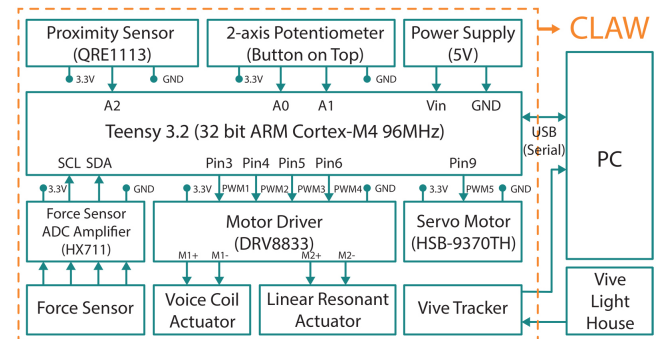 CLAW
Proximity Sensor
(QRE1113)
2-axis Potentiometer
(Button on Top)
Power Supply
(5V)
3.3V
GND
3.3V
GND
A2
A0
A1
Vin
GND
Teensy 3.2 (32 bit ARM Cortex-M4 96MHz)
USB
(Serial)
PC
SCL SDA
Pin3
Pin4
Pin5
Pin6
Pin9
3.3V
GND
3.3V
PWM1
PWM2
PWM3
PWM4
GND
3.3V
PWM5
GND
Force Sensor
ADC Amplifier
(HX711)
Motor Driver
(DRV8833)
Servo Motor
(HSB-9370TH)
M1+
M1-
M2+
M2-
Force Sensor
Voice Coil
Actuator
Linear Resonant
Actuator
Vive Tracker
Vive
Light
House